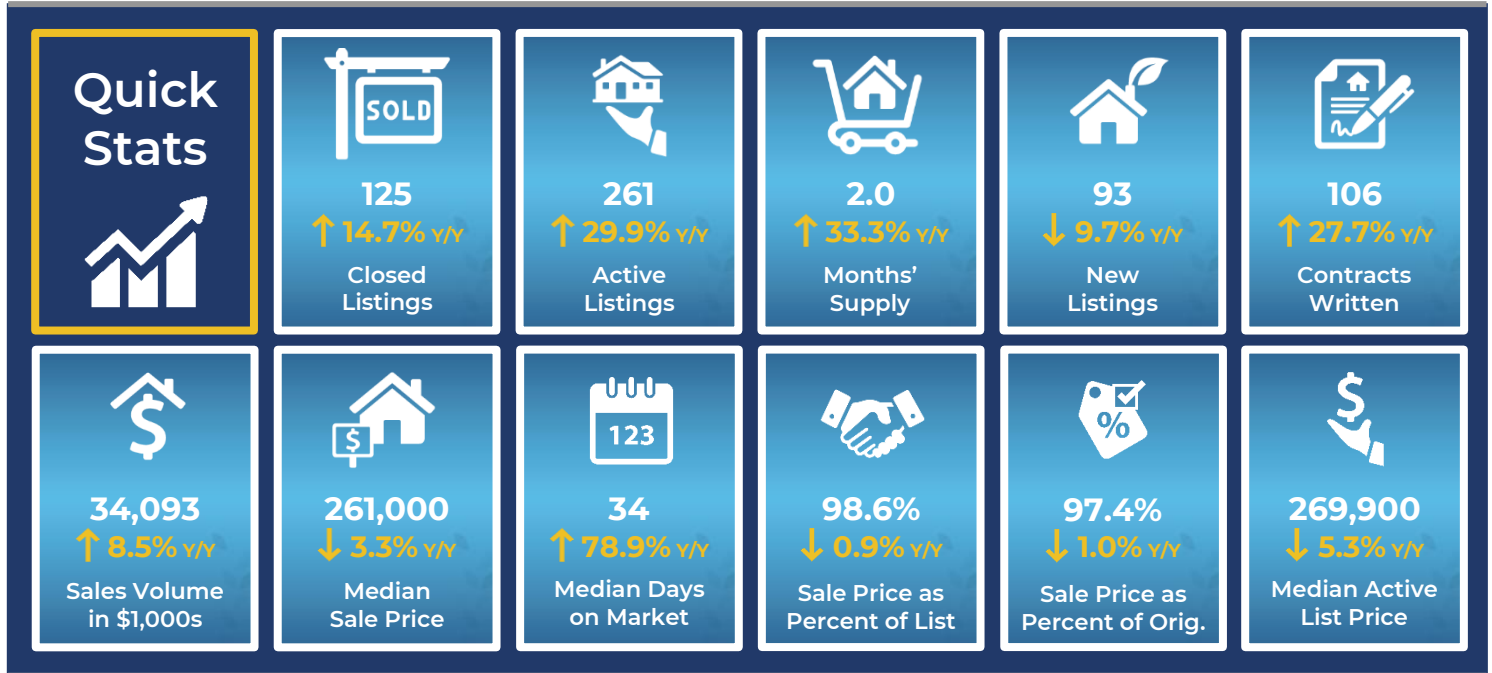 Quick
Stats
SOLD
125
↑ 14.7% Y/Y
Closed
Listings
261
↑ 29.9% Y/Y
Active
Listings
2.0
↑ 33.3% Y/Y
Months’
Supply
93
↓ 9.7% Y/Y
New
Listings
106
↑ 27.7% Y/Y
Contracts
Written
$
34,093
↑ 8.5% Y/Y
Sales Volume
in $1,000s
$
261,000
↓ 3.3% Y/Y
Median
Sale Price
123
34
↑ 78.9% Y/Y
Median Days
on Market
98.6%
↓ 0.9% Y/Y
Sale Price as
Percent of List
%
97.4%
↓ 1.0% Y/Y
Sale Price as
Percent of Orig.
$
269,900
↓ 5.3% Y/Y
Median Active
List Price